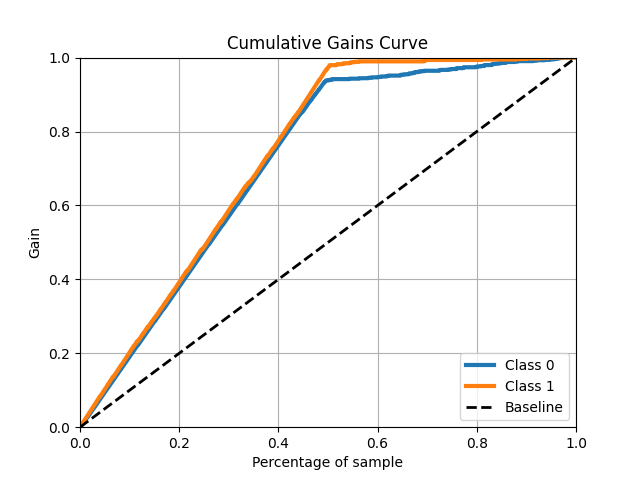 Cumulative Gains Curve
1.0
0.8
0.6
0.4
0.2
0.0
Gain
0.0 0.2 0.4 0.6 0.8 1.0
Percentage of sample
Class 0
Class 1
Baseline